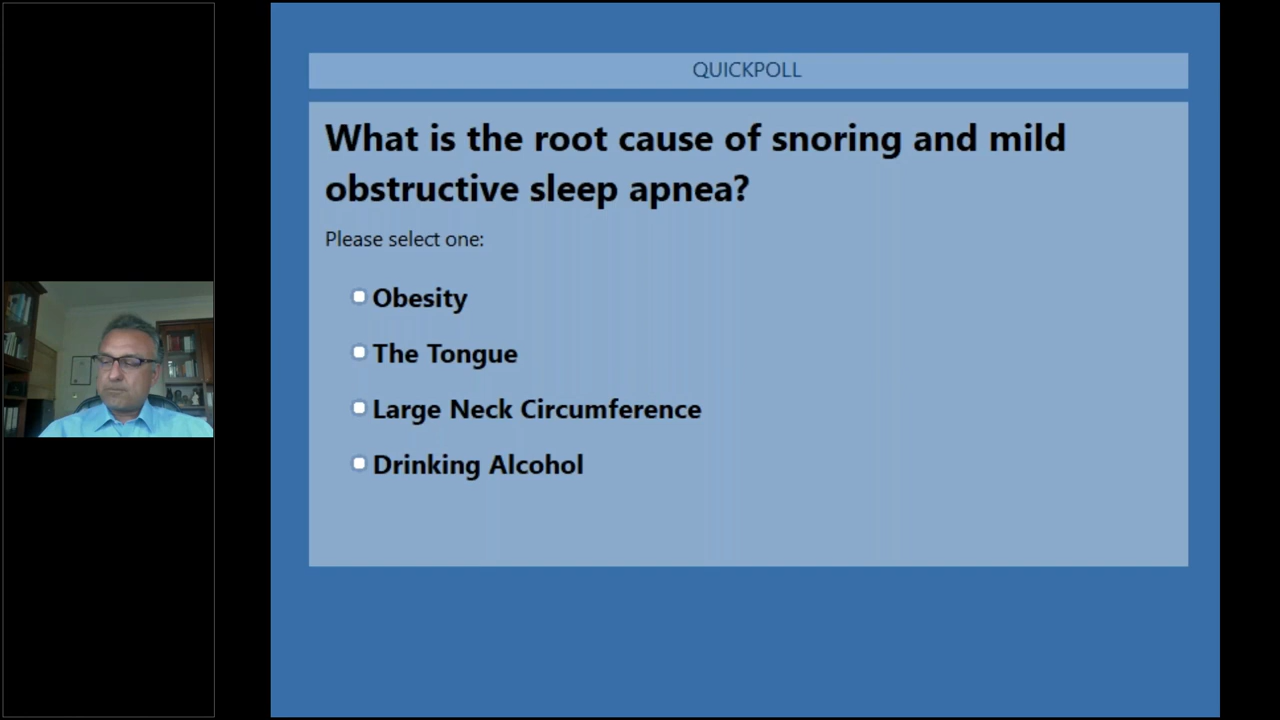 QUICKPOLL
What is the root cause of snoring and mild
obstructive sleep apnea?
Please select one:
Obesity
The Tongue
Large Neck Circumference
Drinking Alcohol